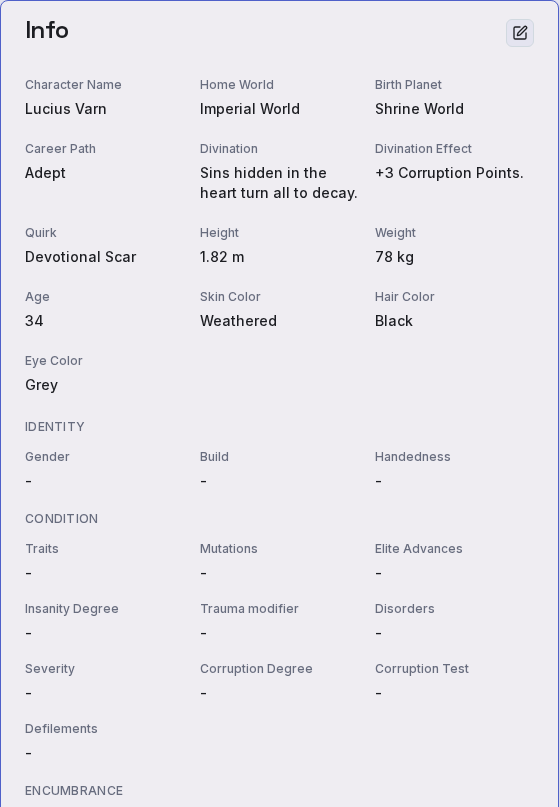 Info
Character Name Home World Birth Planet
Lucius Varn Imperial World Shrine World
Career Path Divination Divination Effect
Adept Sins hidden in the +3 Corruption Points.
heart turn all to decay.
Quirk Height Weight
Devotional Scar 1.82 m 78 kg
Age Skin Color Hair Color
34 Weathered Black
Eye Color
Grey
IDENTITY
Gender Build Handedness
- - -
CONDITION
Traits Mutations Elite Advances
- - -
Insanity Degree Trauma modifier Disorders
- - -
Severity Corruption Degree Corruption Test
- - -
Defilements
-
ENCUMBRANCE